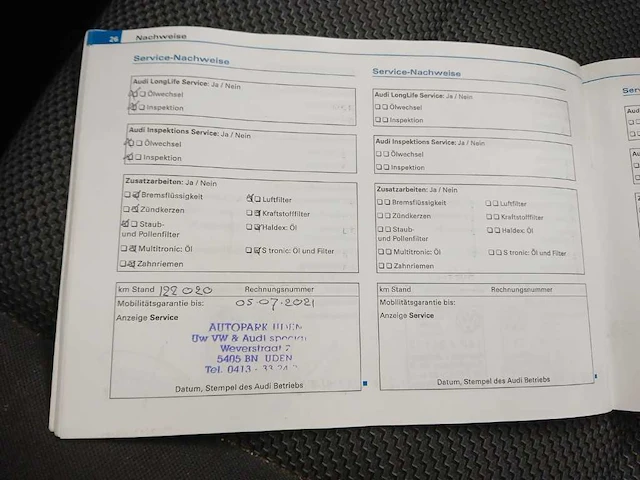 26 Nachweise
Service-Nachweise
Audi LongLife Service: Ja / Nein
Ölwechsel
Inspektion
Audi Inspektions Service: Ja / Nein
Ölwechsel
Inspektion
Zusatzarbeiten: Ja / Nein
Bremsflüssigkeit
Luftfilter
Zündkerzen
Kraftstofffilter
Staub-
und Pollenfilter
Haldex: Öl
Multitronic: Öl
S tronic: Öl und Filter
Zahnriemen
km Stand 122 020 Rechnungsnummer
Mobilitätsgarantie bis: 05-07-2021
Anzeige Service
AUTOPARK UDEN
Uw VW & Audi
Weverstraat
5405 BN UDEN
Tel. 0413 - 33
Datum, Stempel des Audi Betriebs
Service-Nachweise
Audi LongLife Service: Ja / Nein
Ölwechsel
Inspektion
Audi Inspektions Service: Ja / Nein
Ölwechsel
Inspektion
Zusatzarbeiten: Ja / Nein
Bremsflüssigkeit
Luftfilter
Zündkerzen
Kraftstofffilter
Staub-
und Pollenfilter
Haldex: Öl
Multitronic: Öl
S tronic: Öl und Filter
Zahnriemen
km Stand Rechnungsnummer
Mobilitätsgarantie bis:
Anzeige Service
Datum, Stempel des Audi Betriebs